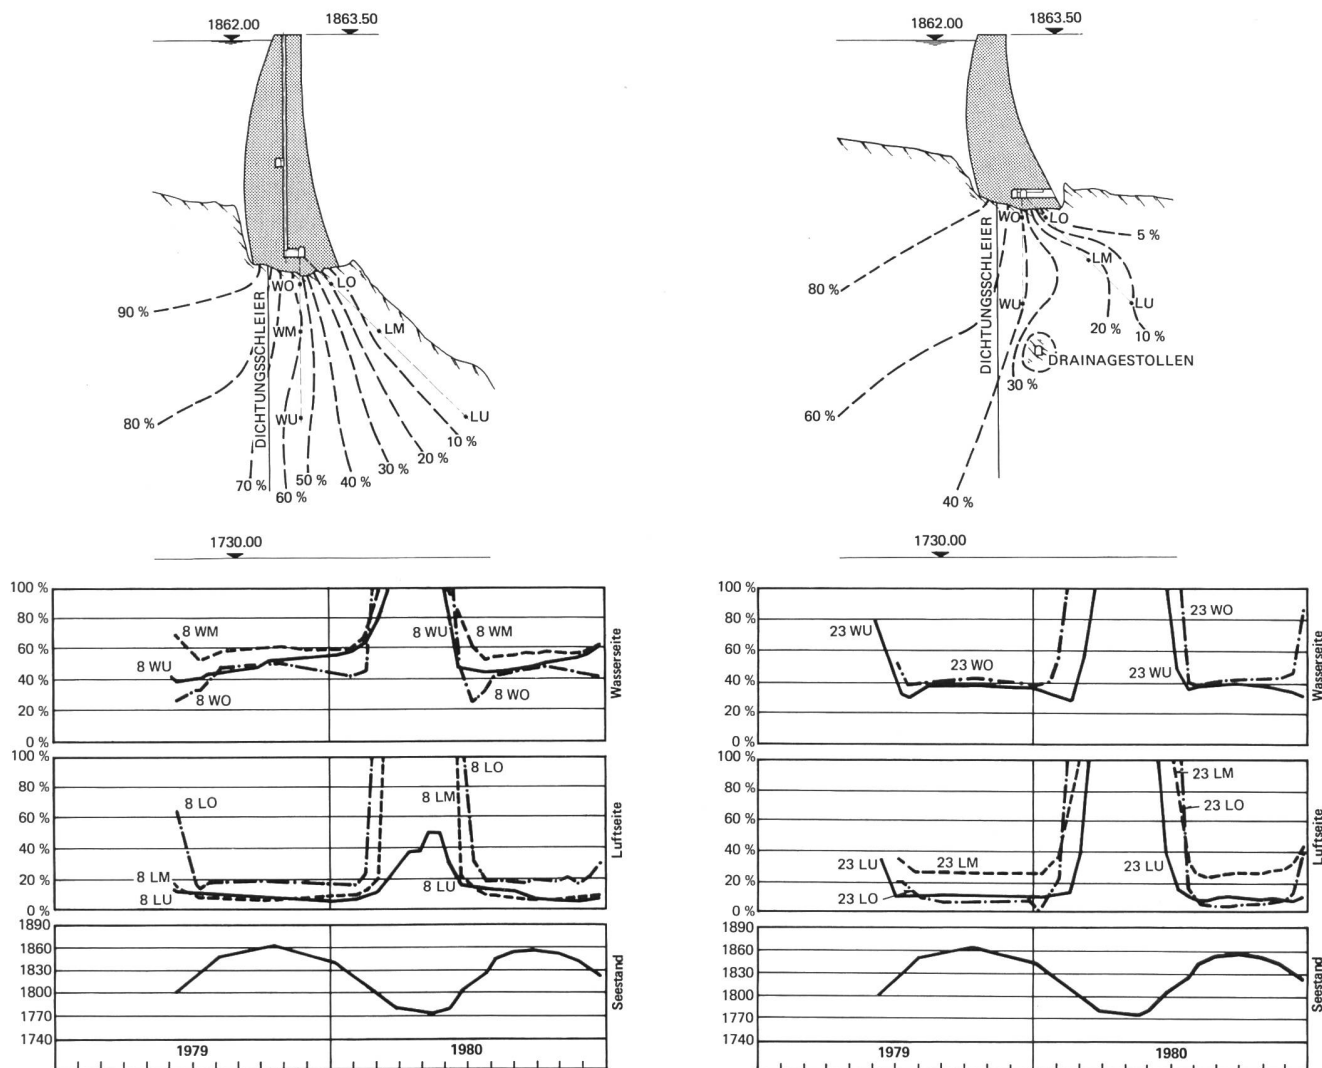 1862.00
1863.50
DICHTUNGSSCHLEIER
WO
LO
WM
LM
WU
LU
90 %
80 %
70 %
60 %
50 %
40 %
30 %
20 %
10 %
1730.00
1862.00
1863.50
DICHTUNGSSCHLEIER
WO
LO
5 %
LM
WU
LU
80 %
20 %
10 %
DRAINAGESTOLLEN
30 %
60 %
40 %
1730.00
100 %
80 %
60 %
40 %
20 %
0 %
8 WM
8 WU
8 WO
8 WU
8 WM
8 WO
Wasserseite
100 %
80 %
60 %
40 %
20 %
0 %
8 LO
8 LM
8 LU
8 LO
8 LM
8 LU
Luftseite
1890
1860
1830
1800
1770
1740
Seestand
1979
1980
100 %
80 %
60 %
40 %
20 %
0 %
23 WU
23 WO
23 WO
23 WU
Wasserseite
100 %
80 %
60 %
40 %
20 %
0 %
23 LU
23 LM
23 LO
23 LM
23 LO
23 LU
Luftseite
1890
1860
1830
1800
1770
1740
Seestand
1979
1980